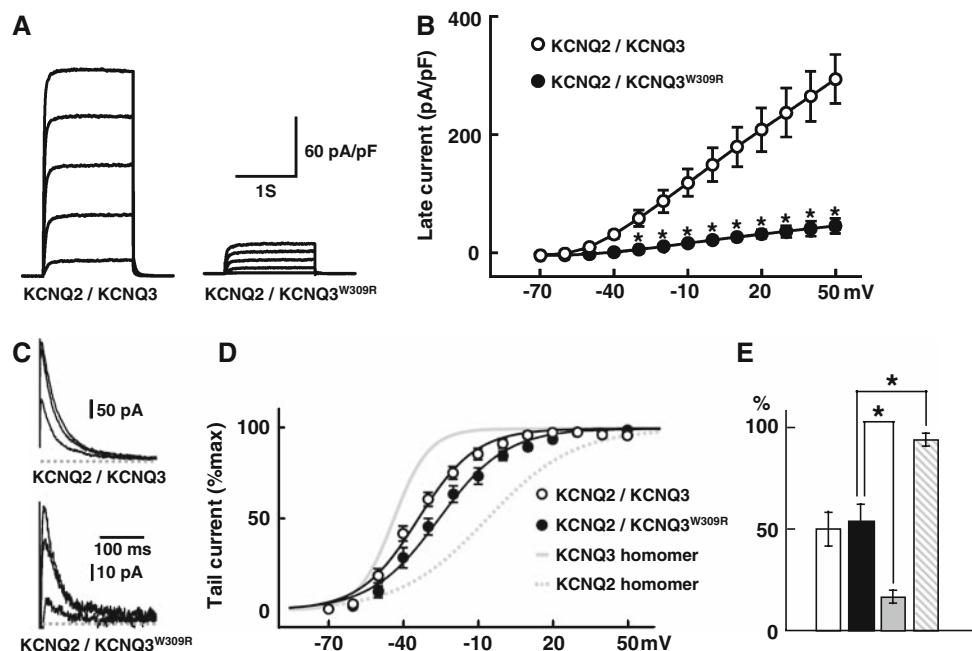 A
KCNQ2 / KCNQ3
60 pA/pF
1S
KCNQ2 / KCNQ3W309R
B
400
200
0
Late current (pA/pF)
KCNQ2 / KCNQ3
KCNQ2 / KCNQ3W309R
* * * * * * * * *
-70 -40 -10 20 50 mV
C
50 pA
KCNQ2 / KCNQ3
100 ms
10 pA
KCNQ2 / KCNQ3W309R
D
100
50
0
Tail current (%max)
KCNQ2 / KCNQ3
KCNQ2 / KCNQ3W309R
KCNQ3 homomer
KCNQ2 homomer
-70 -40 -10 20 50mV
E
%
100
50
0
*
*